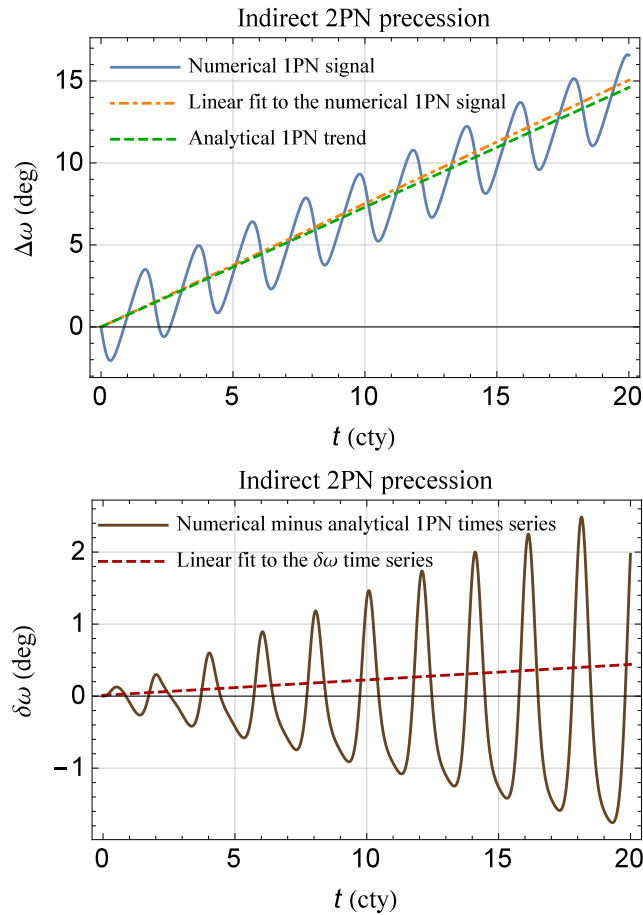 Indirect 2PN precession
Numerical 1PN signal
Linear fit to the numerical 1PN signal
Analytical 1PN trend
Δω (deg)
15
10
5
0
0 5 10 15 20
t (cty)
Indirect 2PN precession
Numerical minus analytical 1PN times series
Linear fit to the δω time series
δω (deg)
2
1
0
−1
0 5 10 15 20
t (cty)